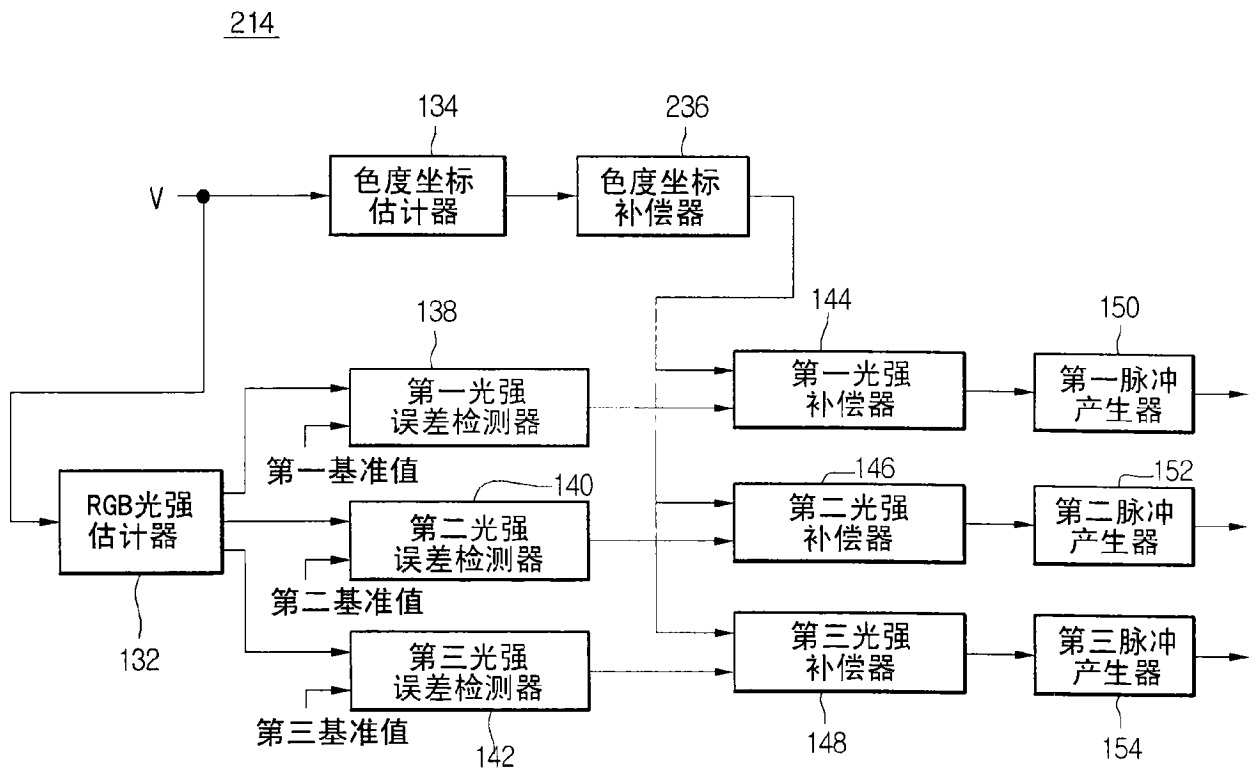 214
134
236
V
色度坐标
估计器
色度坐标
补偿器
138
144
150
第一光强
误差检测器
第一光强
补偿器
第一脉冲
产生器
第一基准值
RGB光强
估计器
132
140
146
152
第二光强
误差检测器
第二光强
补偿器
第二脉冲
产生器
第二基准值
第三光强
误差检测器
第三光强
补偿器
第三脉冲
产生器
第三基准值
142
148
154